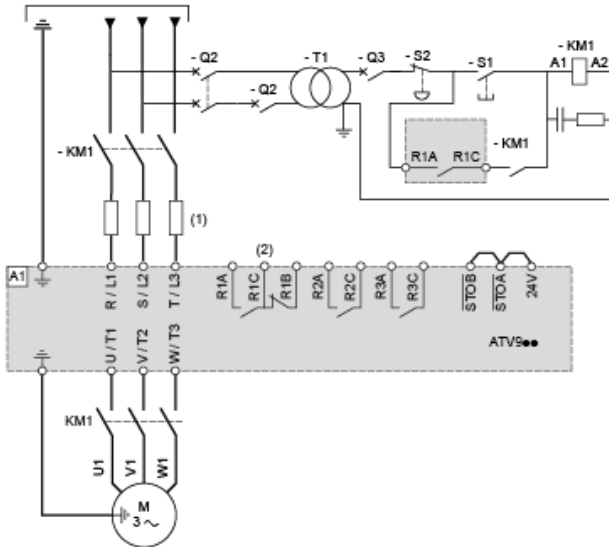 - Q2
- T1
- Q3
- S2
- S1
- KM1
A1
A2
- Q2
- KM1
- KM1
R1A
R1C
(1)
(2)
A1
R / L1
S / L2
T / L3
R1A
R1C
R1B
R2A
R2C
R3A
R3C
STOB
STOA
24V
ATV9●●
U / T1
V / T2
W / T3
KM1
U1
V1
W1
M
3 ~